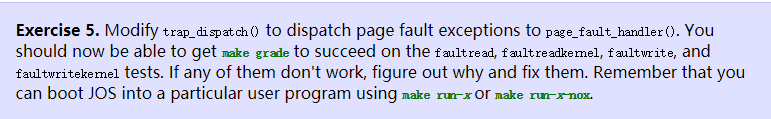 Exercise 5. Modify trap_dispatch() to dispatch page fault exceptions to page_fault_handler(). You
should now be able to get make grade to succeed on the faultread, faultreadkernel, faultwrite, and
faultwritekernel tests. If any of them don't work, figure out why and fix them. Remember that you
can boot JOS into a particular user program using make run-x or make run-x-nox.